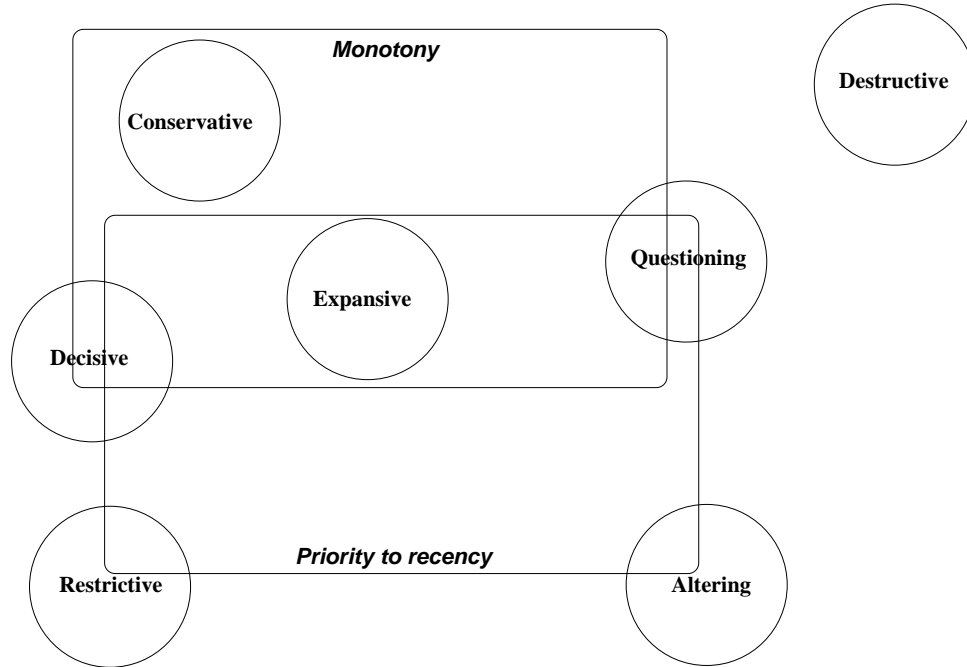 Monotony
Destructive
Conservative
Questioning
Expansive
Decisive
Priority to recency
Restrictive
Altering